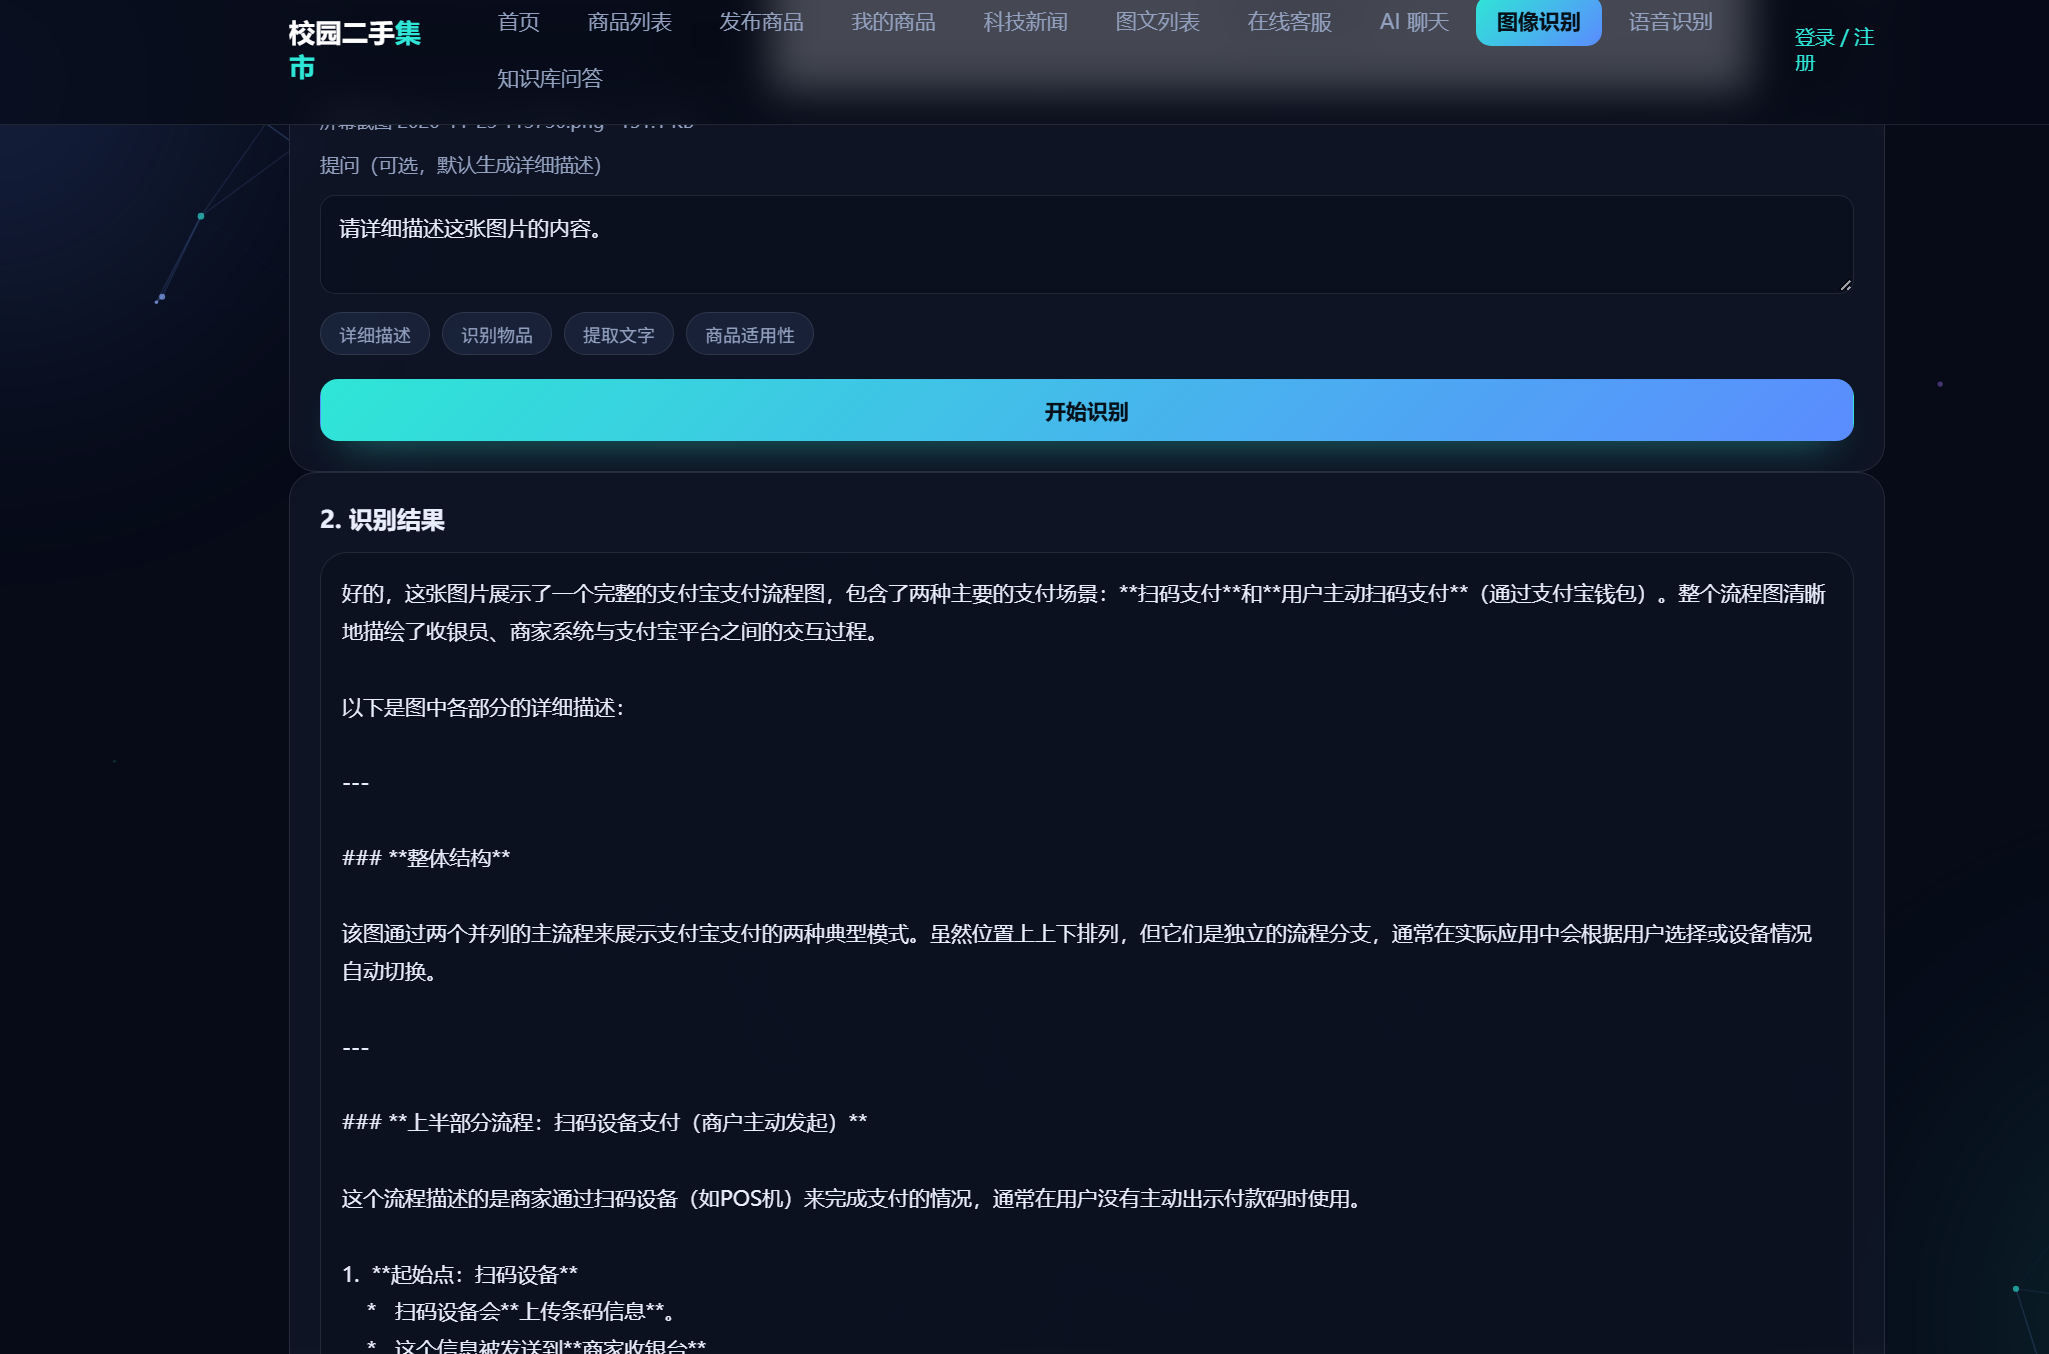 校园二手集
市
首页 商品列表 发布商品 我的商品 科技新闻 图文列表 在线客服 AI 聊天 图像识别 语音识别
知识库问答
登录 / 注
册
提问（可选，默认生成详细描述）
请详细描述这张图片的内容。
详细描述 识别物品 提取文字 商品适用性
开始识别
2. 识别结果
好的，这张图片展示了一个完整的支付宝支付流程图，包含了两种主要的支付场景：**扫码支付**和**用户主动扫码支付**（通过支付宝钱包）。整个流程图清晰
地描绘了收银员、商家系统与支付宝平台之间的交互过程。
以下是图中各部分的详细描述：
---
### **整体结构**
该图通过两个并列的主流程来展示支付宝支付的两种典型模式。虽然位置上上下排列，但它们是独立的流程分支，通常在实际应用中会根据用户选择或设备情况
自动切换。
---
### **上半部分流程：扫码设备支付（商户主动发起）**
这个流程描述的是商家通过扫码设备（如POS机）来完成支付的情况，通常在用户没有主动出示付款码时使用。
1. **起始点：扫码设备**
* 扫码设备会**上传条码信息**。
* 这个信息被发送到**商家收银台**